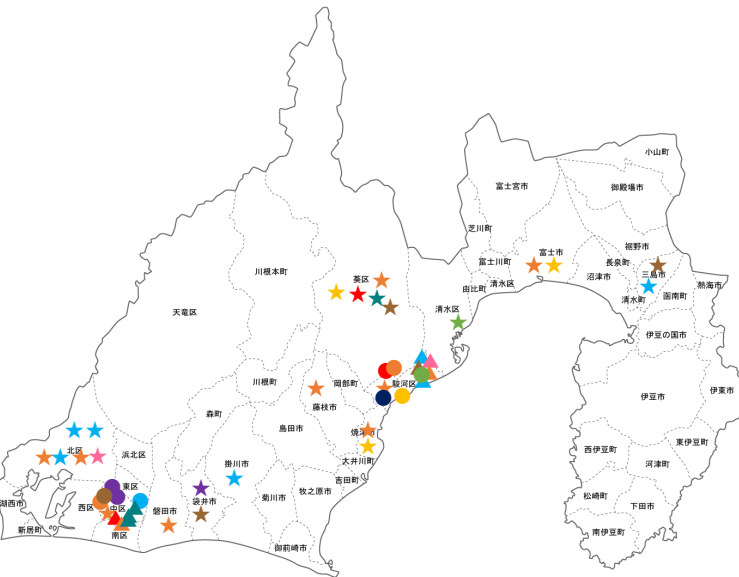 小山町
富士宮市
御殿場市
芝川町
裾野市
富士市
富士川町
長泉町
川根本町
三島市
沼津市
葵区
清水区
熱海市
由比町
函南町
清水町
清水区
天竜区
伊豆の国市
川根町
岡部町
駿河区
伊東市
伊豆市
藤枝市
森町
島田市
焼津市
東伊豆町
北区
浜北区
西伊豆町
大井川町
掛川市
河津町
吉田町
東区
牧之原市
松崎町
菊川市
湖西市
袋井市
下田市
西区
中区
磐田市
新居町
南区
南伊豆町
御前崎市